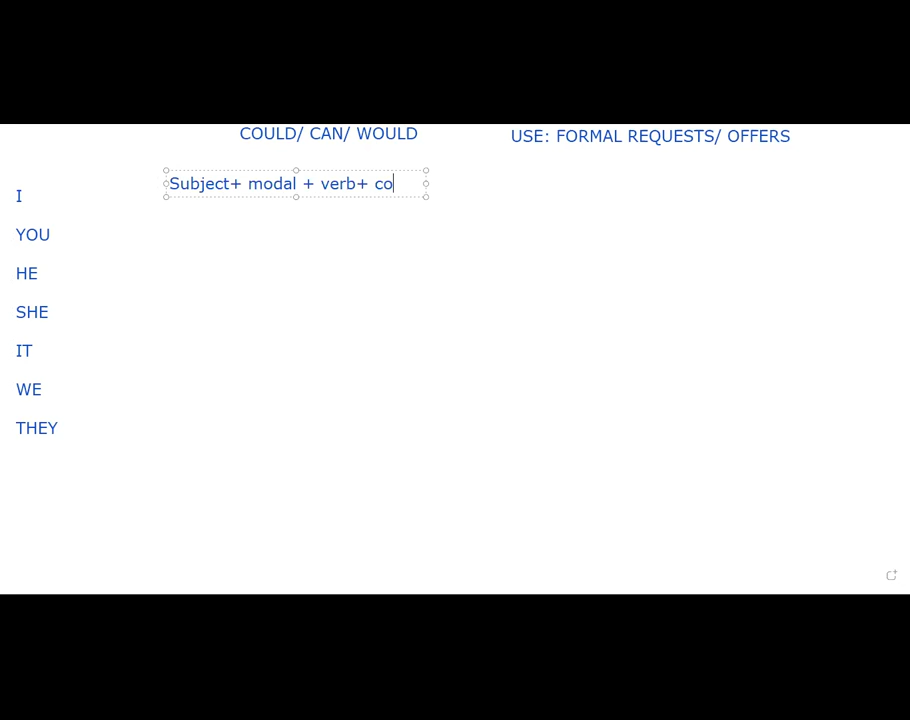 COULD/ CAN/ WOULD
USE: FORMAL REQUESTS/ OFFERS
Subject+ modal + verb+ co
I
YOU
HE
SHE
IT
WE
THEY